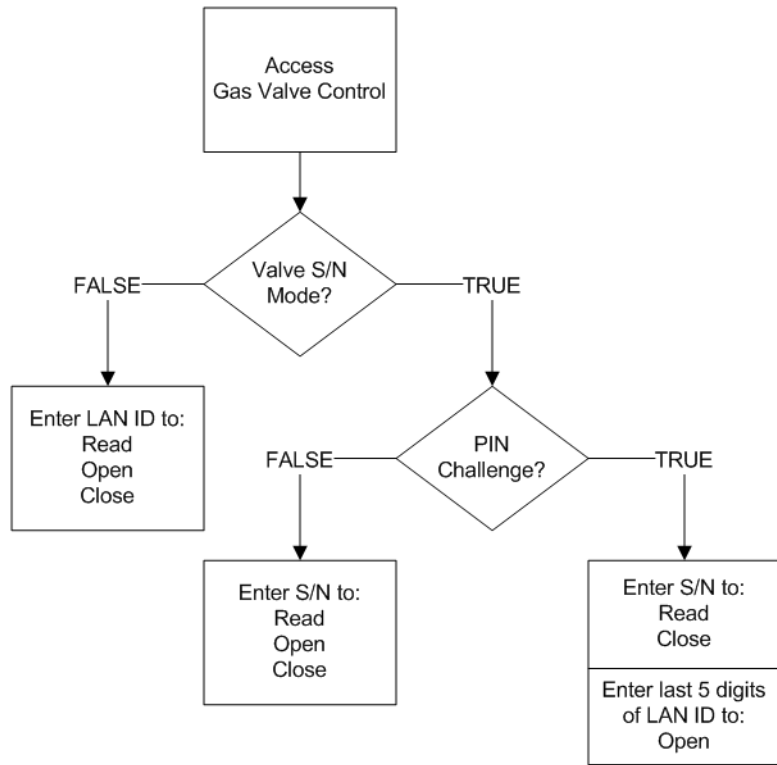 Access
Gas Valve Control
Valve S/N
Mode?
FALSE
TRUE
Enter LAN ID to:
Read
Open
Close
PIN
Challenge?
FALSE
TRUE
Enter S/N to:
Read
Open
Close
Enter S/N to:
Read
Close
Enter last 5 digits
of LAN ID to:
Open